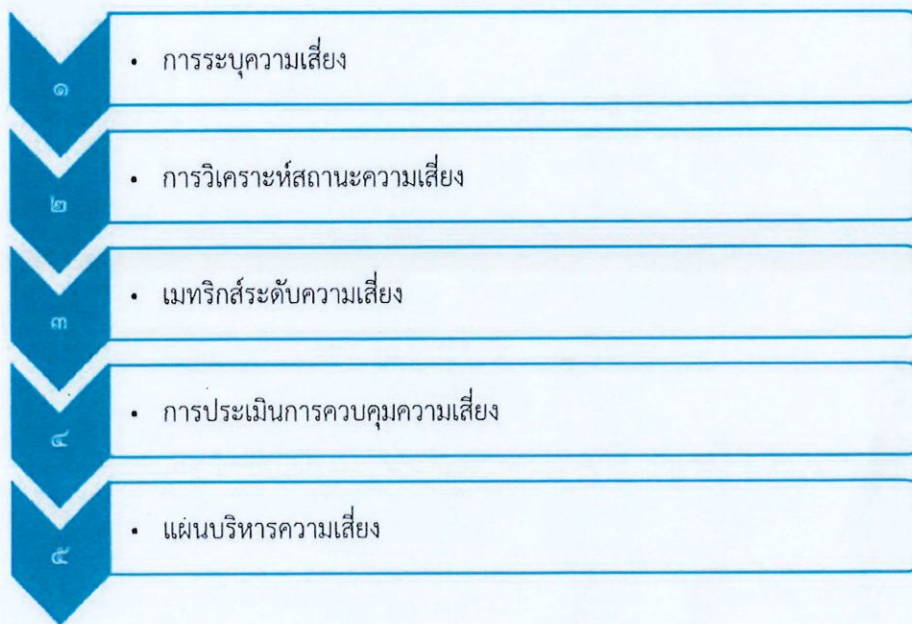 ๑
• การระบุความเสี่ยง
๒
• การวิเคราะห์สถานะความเสี่ยง
๓
• เมทริกส์ระดับความเสี่ยง
๔
• การประเมินการควบคุมความเสี่ยง
๕
• แผ่นบริหารความเสี่ยง